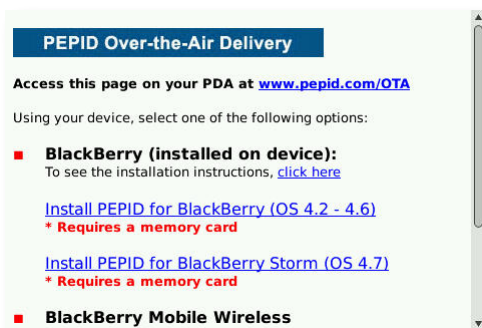 PEPID Over-the-Air Delivery
Access this page on your PDA at www.pepid.com/OTA
Using your device, select one of the following options:
BlackBerry (installed on device):
To see the installation instructions, click here
Install PEPID for BlackBerry (OS 4.2 - 4.6)
* Requires a memory card
Install PEPID for BlackBerry Storm (OS 4.7)
* Requires a memory card
BlackBerry Mobile Wireless